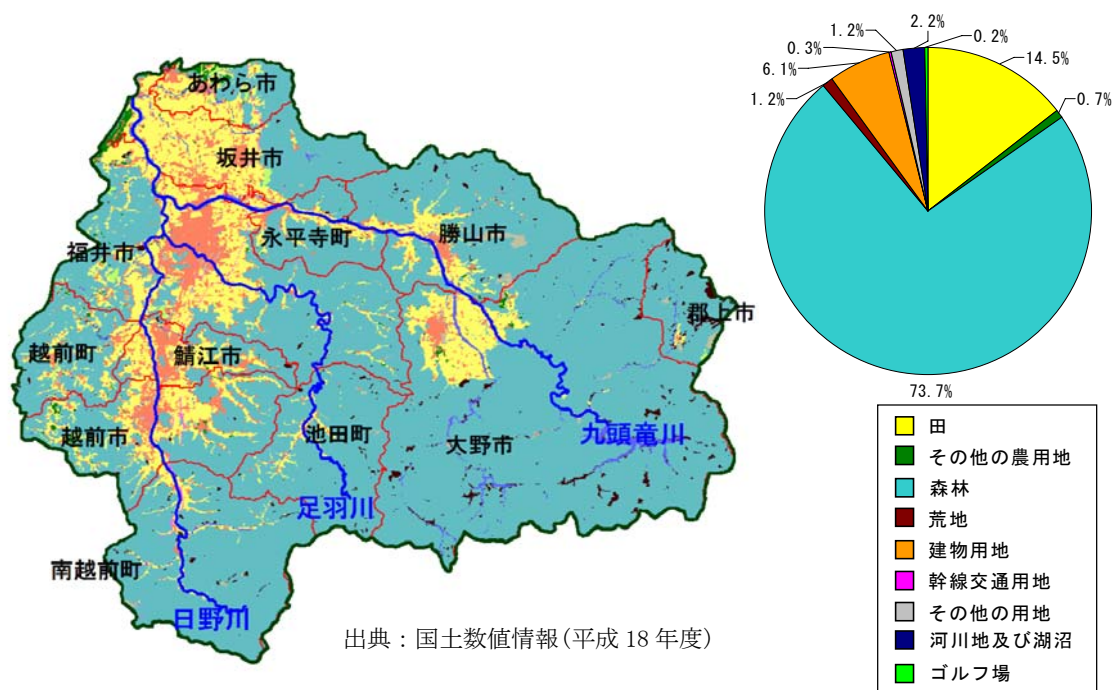 あわら市
坂井市
福井市
永平寺町
勝山市
郡上市
越前町
鯖江市
越前市
池田町
大野市
九頭竜川
足羽川
南越前町
日野川
出典：国土数値情報(平成 18 年度)
0.3%
1.2%
2.2%
0.2%
6.1%
14.5%
1.2%
0.7%
73.7%
田
その他の農用地
森林
荒地
建物用地
幹線交通用地
その他の用地
河川地及び湖沼
ゴルフ場